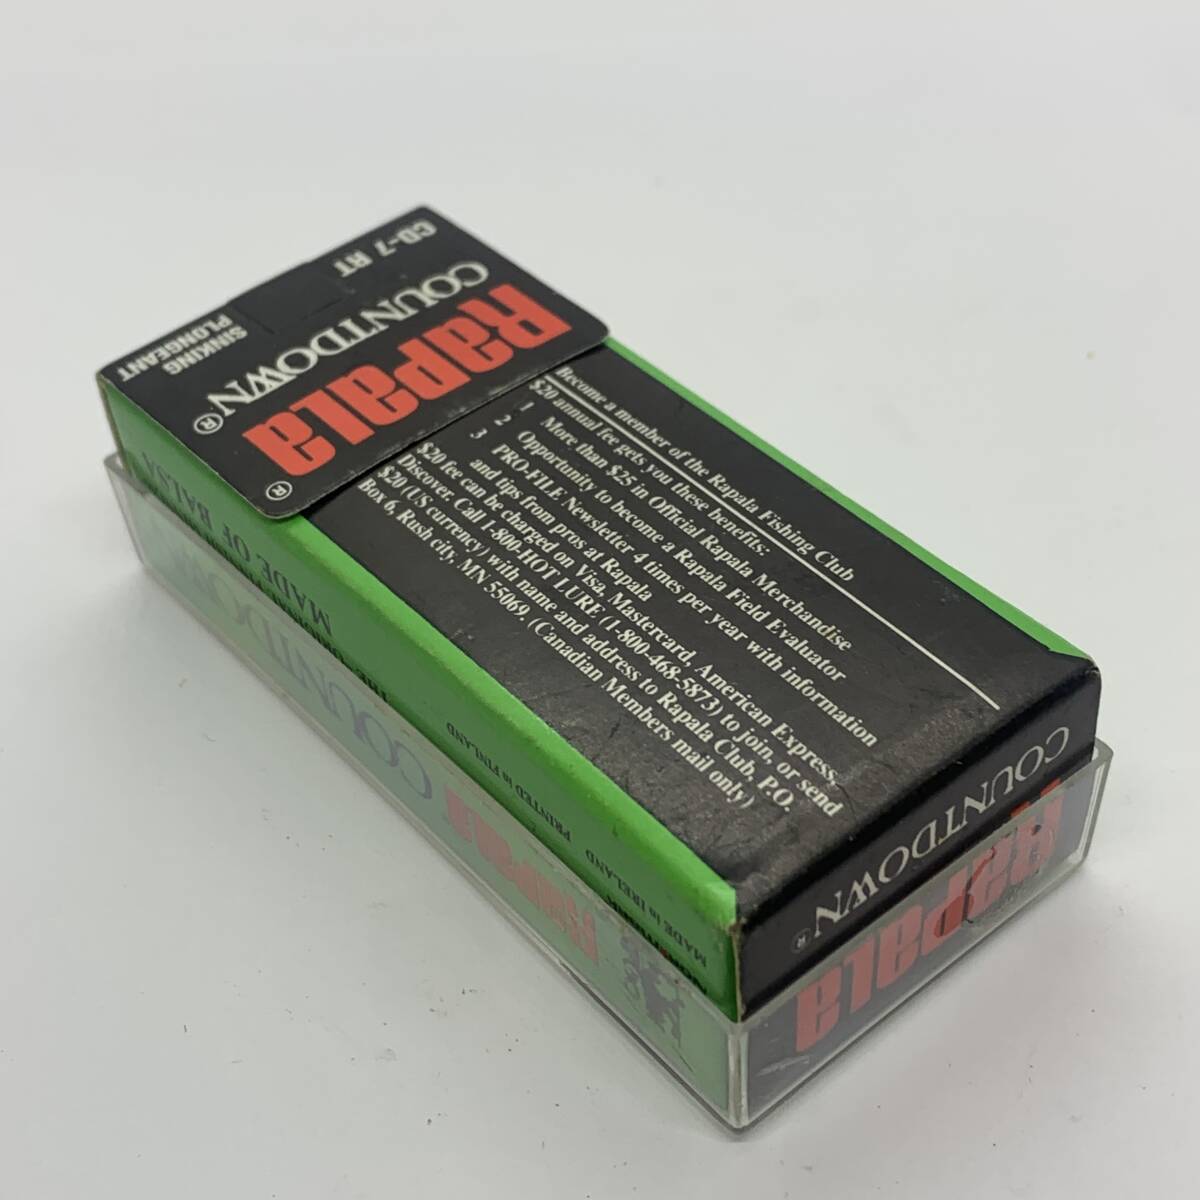 CD-7 RT
SINKING
PLONGEANT
COUNTDOWN®
RapaLa®
Become a member of the Rapala Fishing Club
$20 annual fee gets you these benefits:
1 More than $25 in Official Rapala Merchandise
2 Opportunity to become a Rapala Field Evaluator
3 PRO-FILE Newsletter 4 times per year with information
and tips from pros at Rapala
$20 fee can be charged on Visa, Mastercard, American Express,
Discover. Call 1-800-HOT LURE (1-800-468-5873) to join, or send
$20 (US currency) with name and address to Rapala Club, P.O.
Box 6, Rush city, MN 55069. (Canadian Members mail only)
COUNTDOWN®
RapaLa
MADE OF BALSA
COUNTDOWN
RapaLa
PRINTED in FINLAND
MADE in IRELAND